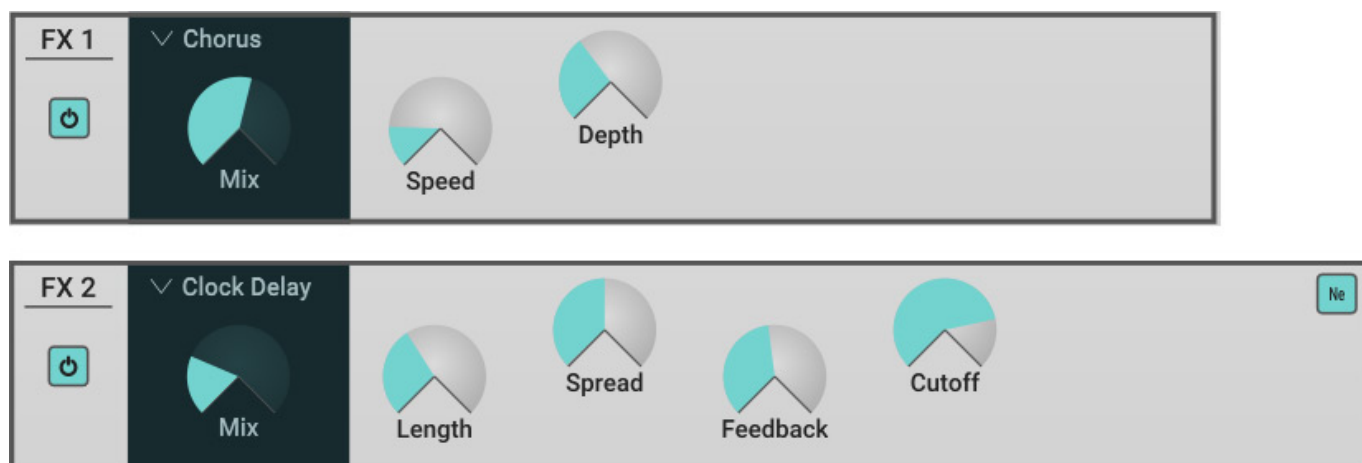 FX 1
Chorus
Mix
Speed
Depth
FX 2
Clock Delay
Mix
Length
Spread
Feedback
Cutoff
Ne